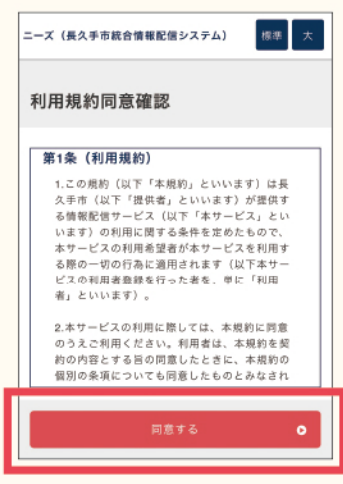 ニーズ（長久手市統合情報配信システム）
標準
大
利用規約同意確認
第1条（利用規約）
1.この規約（以下「本規約」といいます）は長
久手市（以下「提供者」といいます）が提供す
る情報配信サービス（以下「本サービス」とい
います）の利用に関する条件を定めたもので、
本サービスの利用希望者が本サービスを利用す
る際の一切の行為に適用されます（以下本サー
ビスの利用者登録を行った者を、単に「利用
者」といいます）。
2.本サービスの利用に際しては、本規約に同意
のうえご利用ください。利用者は、本規約を契
約の内容とする旨の同意したときに、本規約の
個別の条項についても同意したものとみなされ
同意する